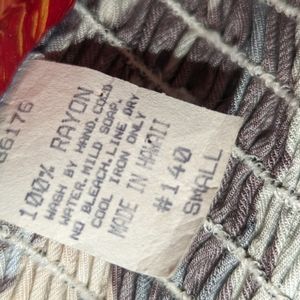 66176
100% RAYON
WASH BY HAND. COLD
WATER. MILD SOAP.
NO BLEACH. LINE DRY
COOL IRON ONLY
MADE IN HAWAII
#140
SMALL